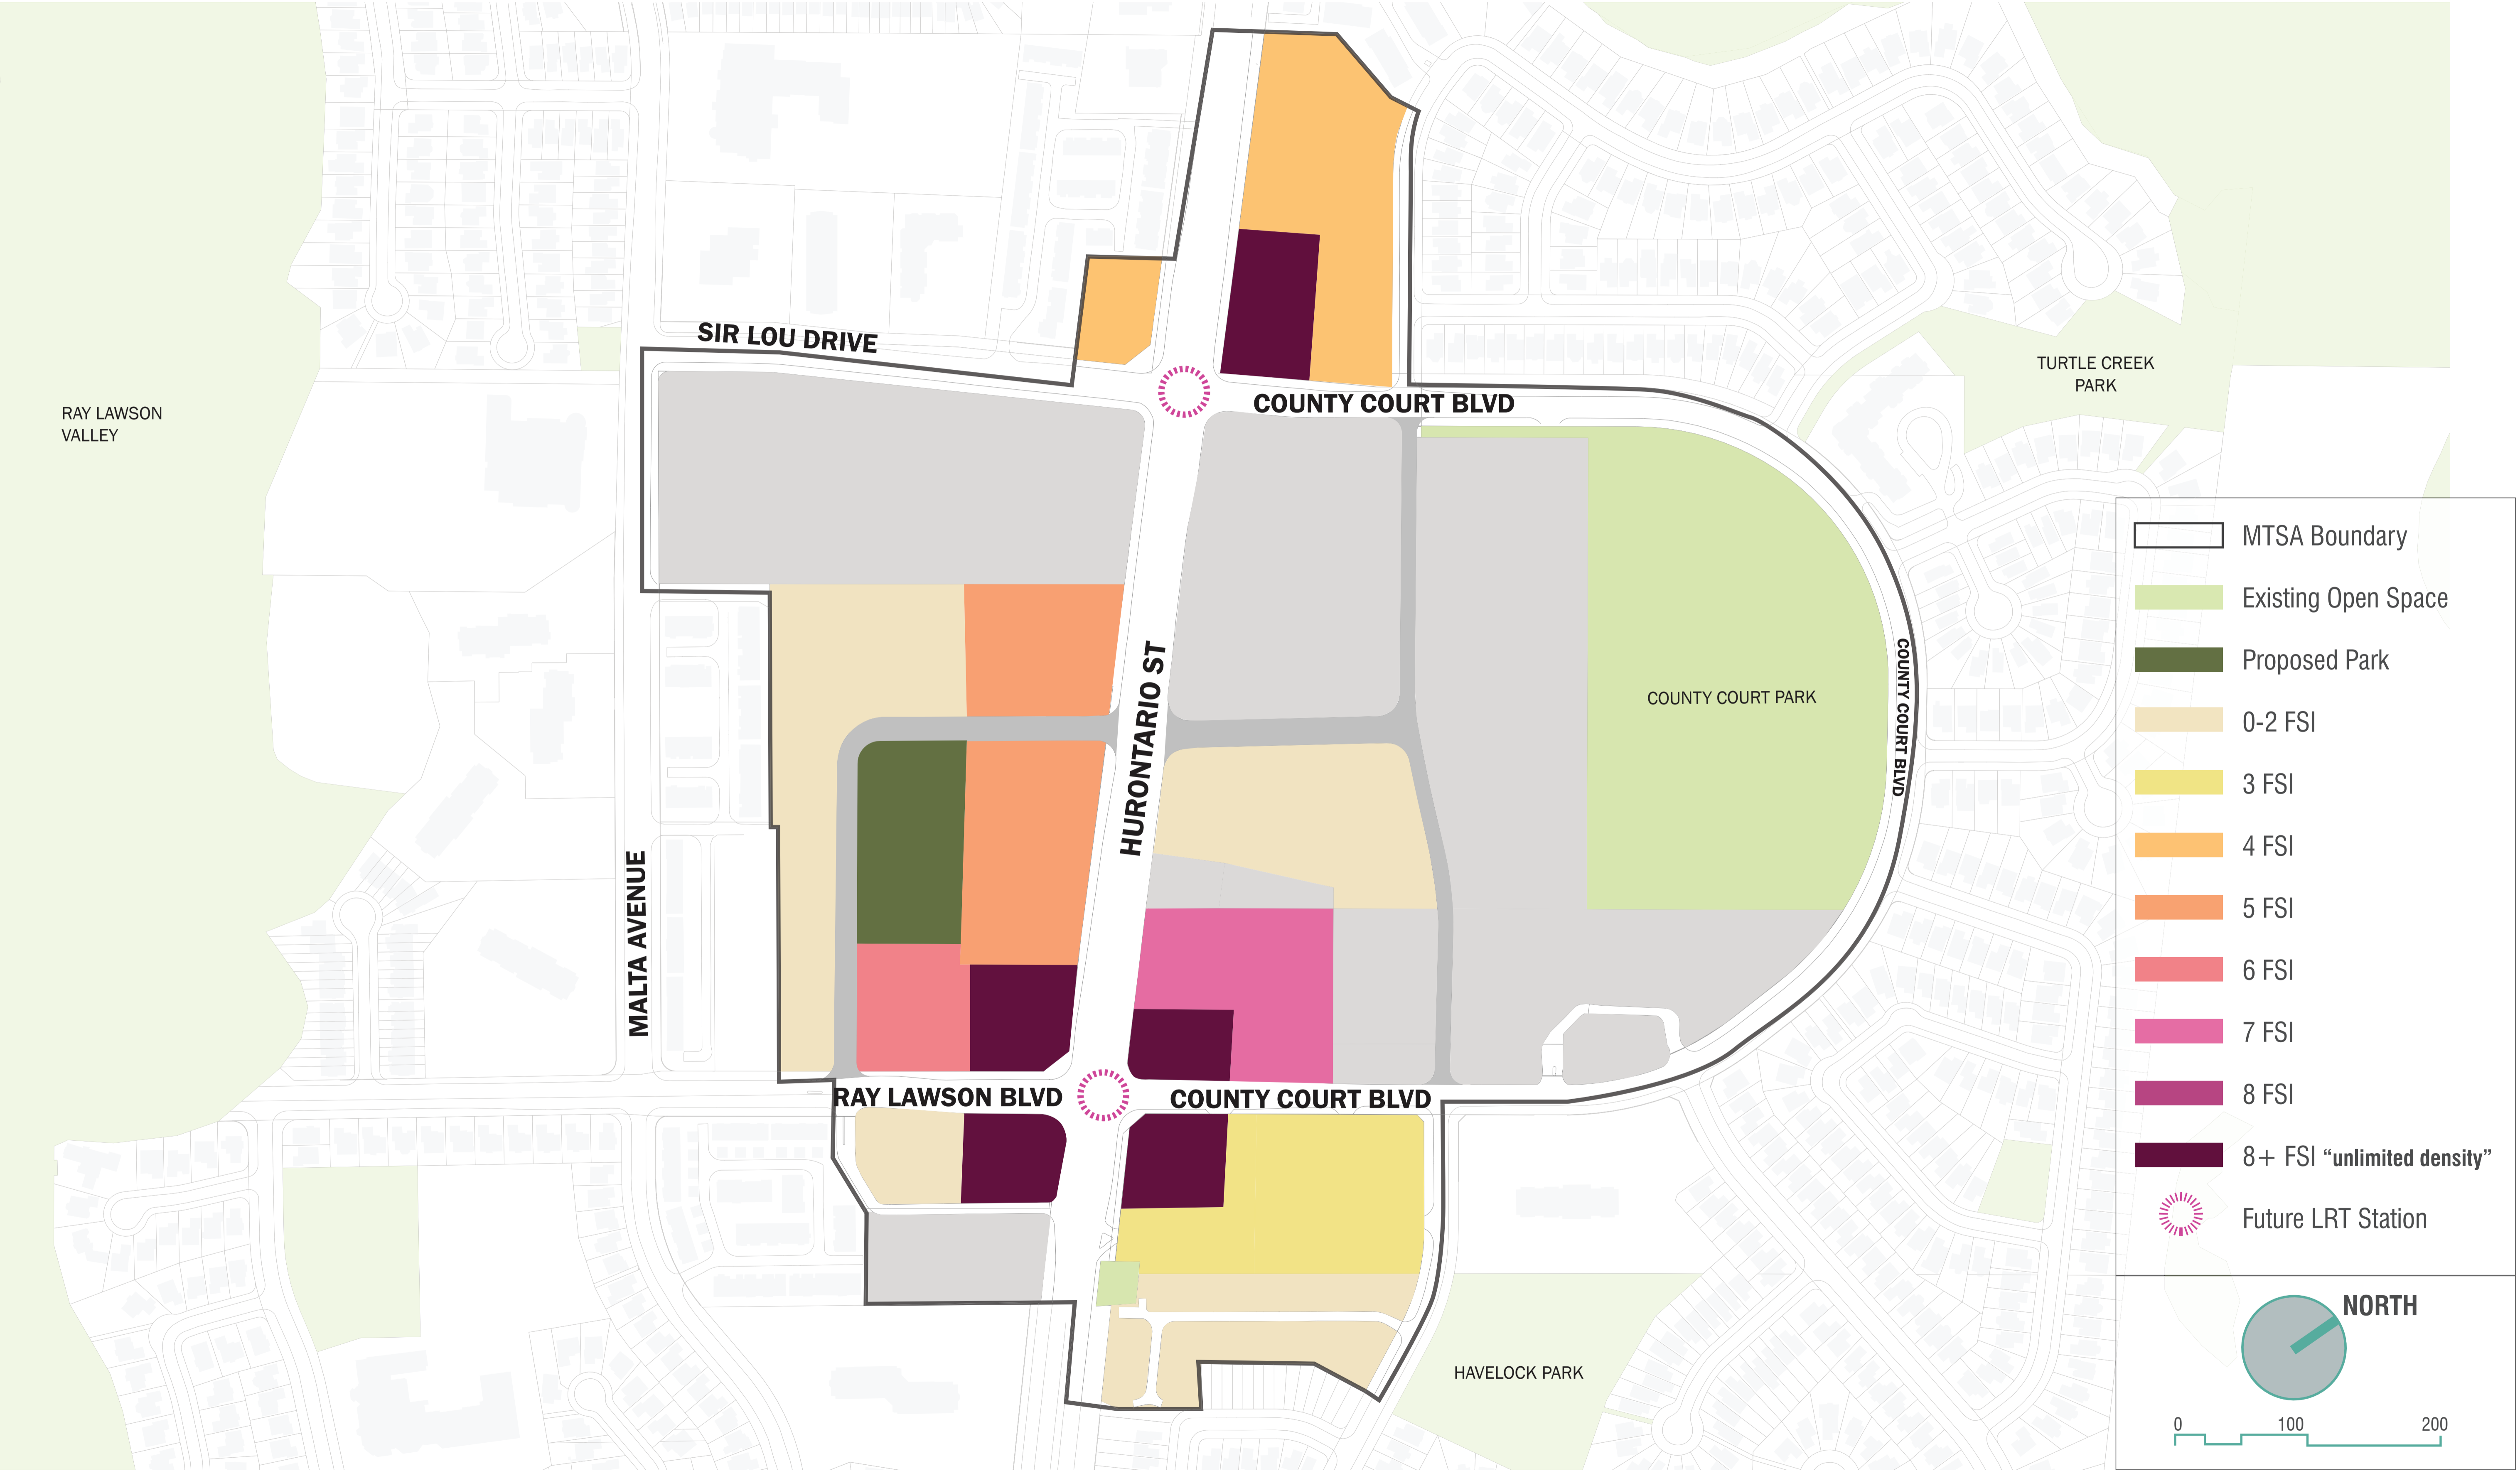 SIR LOU DRIVE
TURTLE CREEK
PARK
COUNTY COURT BLVD
RAY LAWSON
VALLEY
MTSA Boundary
Existing Open Space
COUNTY COURT BLVD
HURONTARIO ST
Proposed Park
COUNTY COURT PARK
0-2 FSI
3 FSI
4 FSI
MALTA AVENUE
5 FSI
6 FSI
7 FSI
RAY LAWSON BLVD
COUNTY COURT BLVD
8 FSI
8+ FSI “unlimited density”
Future LRT Station
NORTH
HAVELOCK PARK
0 100 200